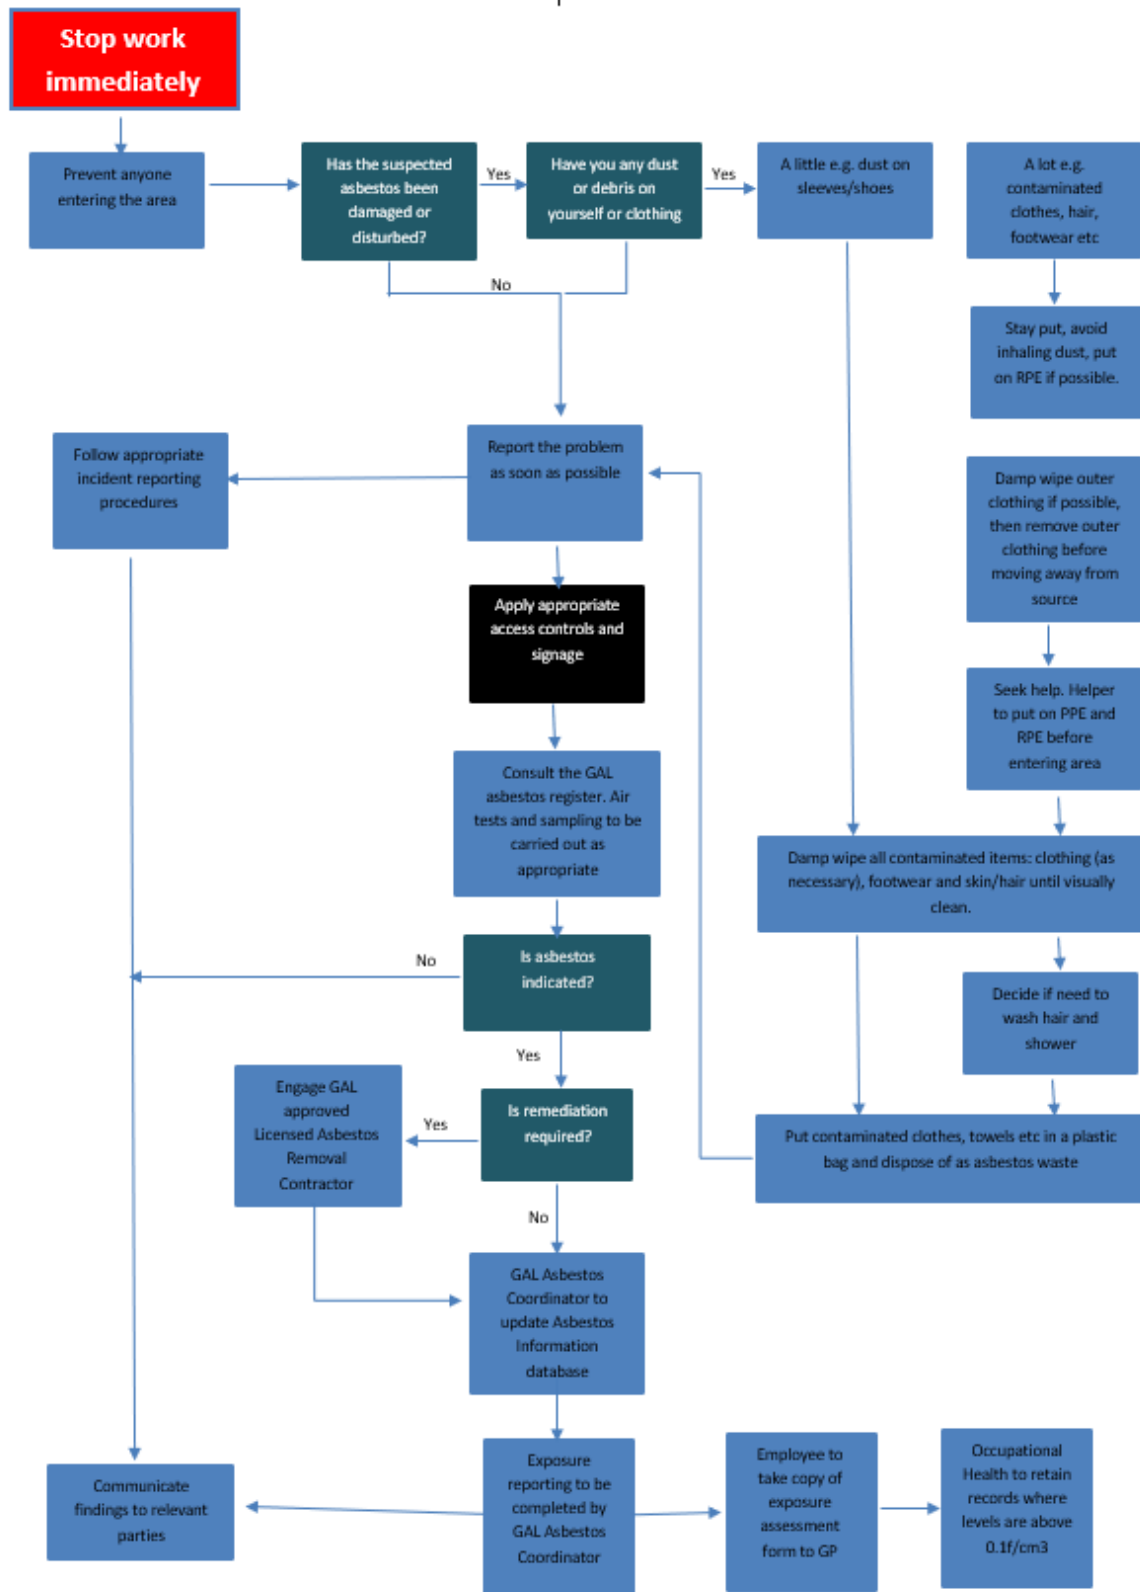 Stop work
immediately
Prevent anyone
entering the area
Has the suspected
asbestos been
damaged or
disturbed?
Yes
Have you any dust
or debris on
yourself or clothing
Yes
A little e.g. dust on
sleeves/shoes
A lot e.g.
contaminated
clothes, hair,
footwear etc
No
Stay put, avoid
inhaling dust, put
on RPE if possible.
Follow appropriate
incident reporting
procedures
Report the problem
as soon as possible
Damp wipe outer
clothing if possible,
then remove outer
clothing before
moving away from
source
Apply appropriate
access controls and
signage
Seek help. Helper
to put on PPE and
RPE before
entering area
Consult the GAL
asbestos register. Air
tests and sampling to be
carried out as
appropriate
Damp wipe all contaminated items: clothing (as
necessary), footwear and skin/hair until visually
clean.
No
Is asbestos
indicated?
Decide if need to
wash hair and
shower
Yes
Engage GAL
approved
Licensed Asbestos
Removal
Contractor
Yes
Is remediation
required?
Put contaminated clothes, towels etc in a plastic
bag and dispose of as asbestos waste
No
GAL Asbestos
Coordinator to
update Asbestos
Information
database
Communicate
findings to relevant
parties
Exposure
reporting to be
completed by
GAL Asbestos
Coordinator
Employee to
take copy of
exposure
assessment
form to GP
Occupational
Health to retain
records where
levels are above
0.1f/cm3